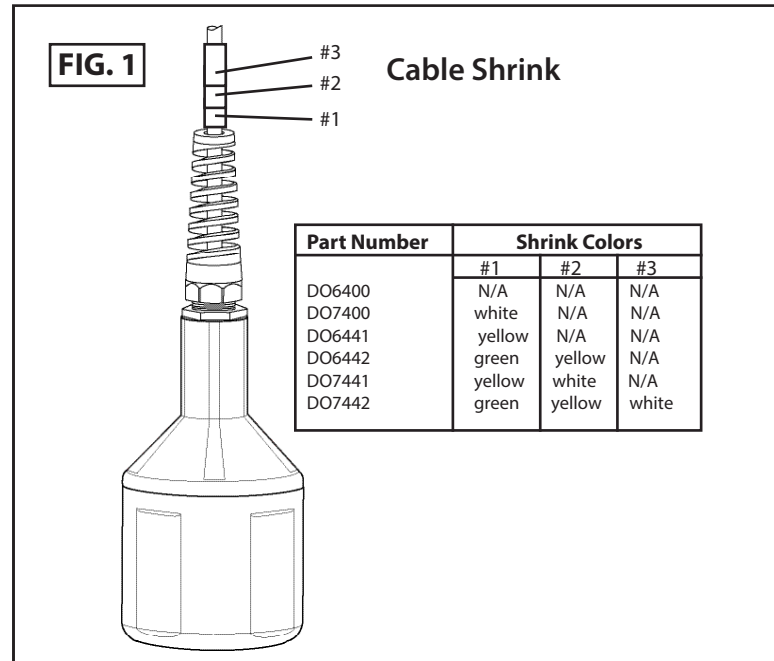 FIG. 1
#3
#2
#1
Cable Shrink
Part Number Shrink Colors
#1 #2 #3
DO6400 N/A N/A N/A
DO7400 white N/A N/A
DO6441 yellow N/A N/A
DO6442 green yellow N/A
DO7441 yellow white N/A
DO7442 green yellow white